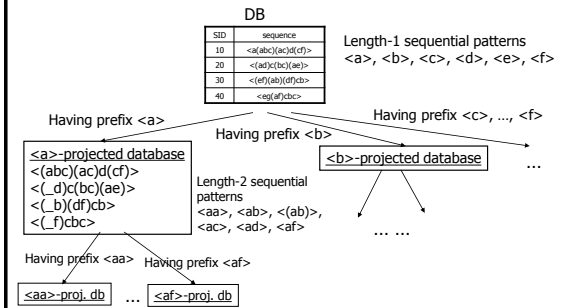 DB
SID sequence
10 <a(abc)(ac)d(cf)>
20 <(ad)c(bc)(ae)>
30 <(ef)(ab)(df)cb>
40 <eg(af)cbc>
Length-1 sequential patterns
<a>, <b>, <c>, <d>, <e>, <f>
Having prefix <a>
Having prefix <b>
Having prefix <c>, …, <f>
<a>-projected database
<(abc)(ac)d(cf)>
<(_d)c(bc)(ae)>
<(_b)(df)cb>
<(_f)cbc>
Length-2 sequential
patterns
<aa>, <ab>, <(ab)>,
<ac>, <ad>, <af>
<b>-projected database
…
… …
Having prefix <aa>
Having prefix <af>
<aa>-proj. db
…
<af>-proj. db